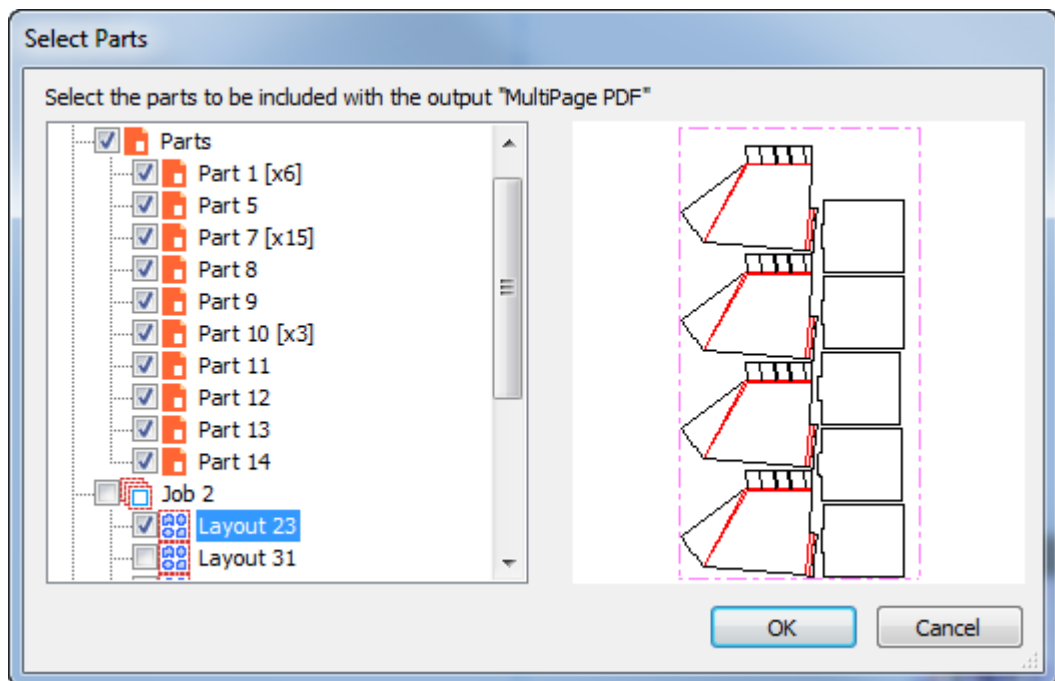 Select Parts
Select the parts to be included with the output "MultiPage PDF"
Parts
Part 1 [x6]
Part 5
Part 7 [x15]
Part 8
Part 9
Part 10 [x3]
Part 11
Part 12
Part 13
Part 14
Job 2
Layout 23
Layout 31
OK
Cancel